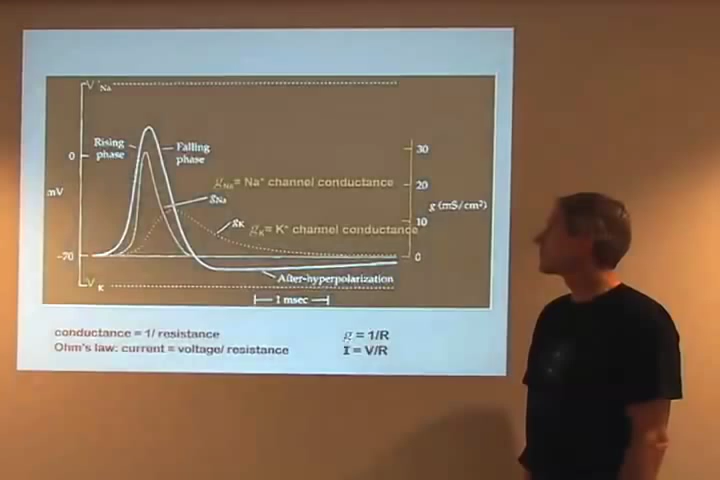 V Na
Rising phase
Falling phase
0
mV
-70
V K
30
20
10
0
g (mS/cm²)
gNa= Na⁺ channel conductance
gNa
gK
gK= K⁺ channel conductance
After-hyperpolarization
1 msec
conductance = 1/ resistance
g = 1/R
Ohm's law: current = voltage/ resistance
I = V/R